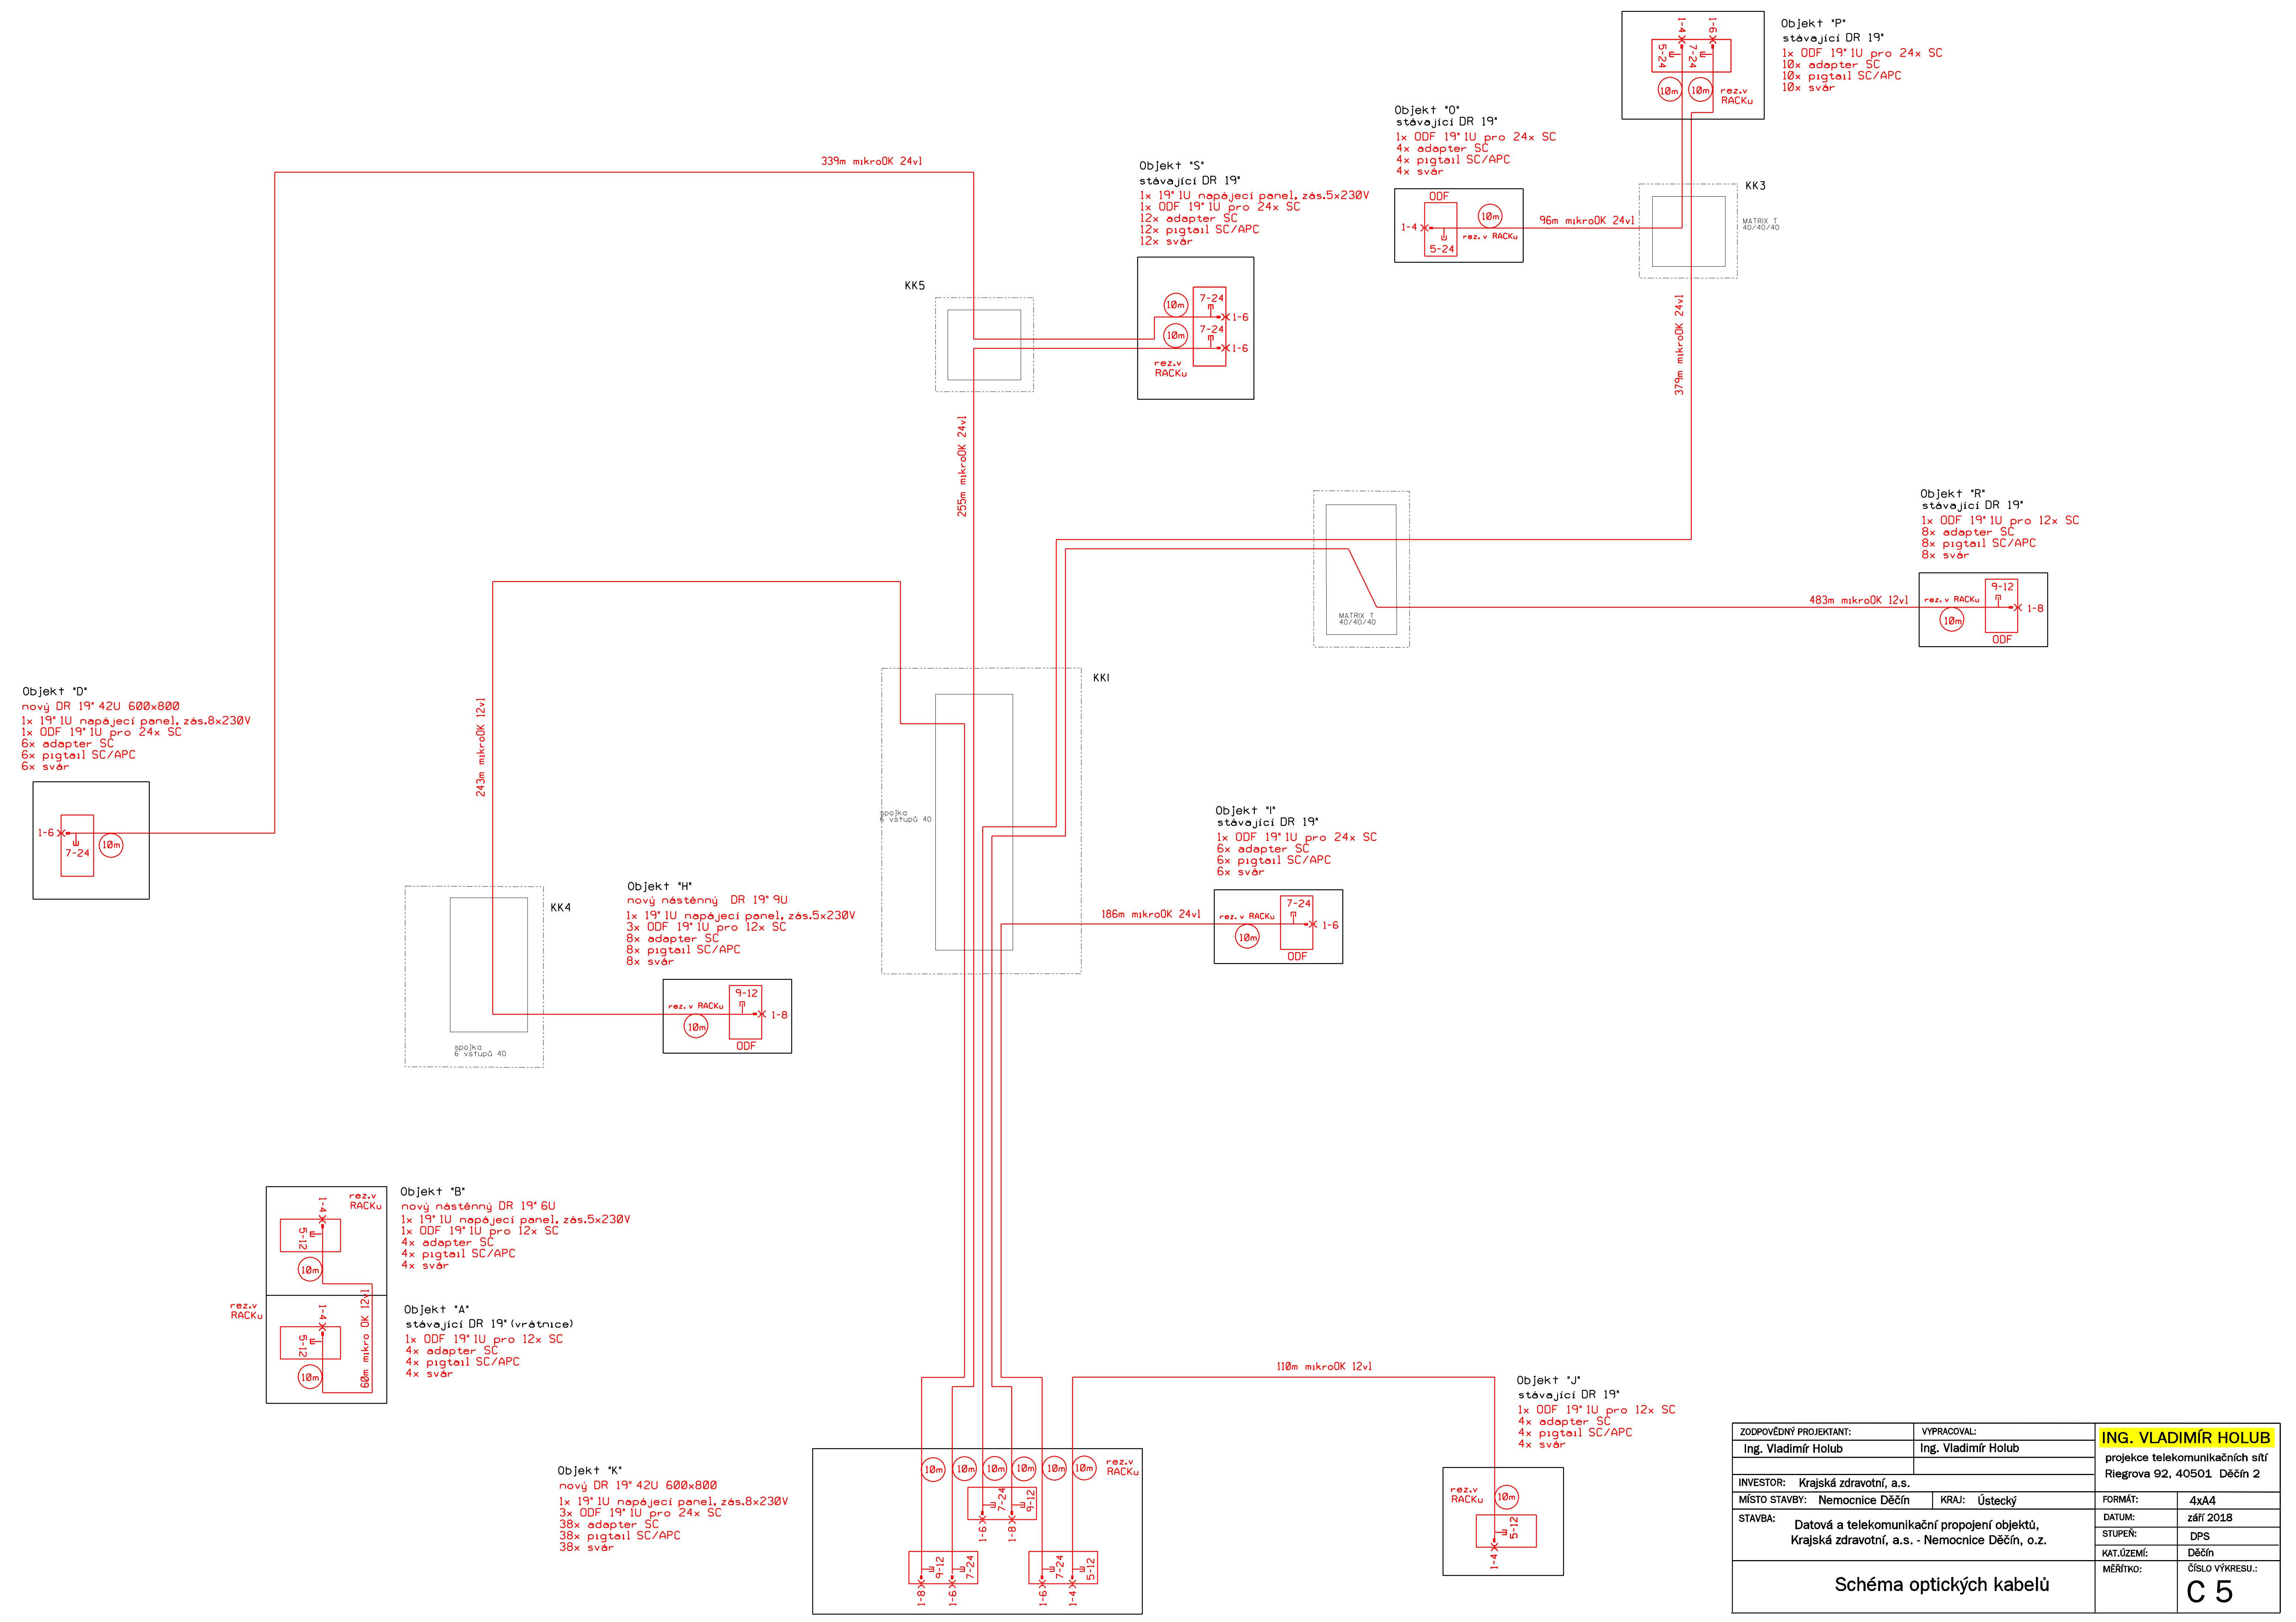 Objekt "P"
stávající DR 19"
1x ODF 19" 1U pro 24x SC
10x adapter SC
10x pigtail SC/APC
10x svár
1-4
1-6
5-24
7-24
10m
10m
rez.v
RACKu
Objekt "O"
stávající DR 19"
1x ODF 19" 1U pro 24x SC
4x adapter SC
4x pigtail SC/APC
4x svár
ODF
10m
1-4
rez. v RACKu
5-24
96m mikroOK 24vl
KK3
MATRIX T
40/40/40
379m mikroOK 24vl
339m mikroOK 24vl
Objekt "S"
stávající DR 19"
1x 19" 1U napájecí panel, zás.5x230V
1x ODF 19" 1U pro 24x SC
12x adapter SC
12x pigtail SC/APC
12x svár
7-24
10m
1-6
7-24
10m
1-6
rez.v
RACKu
KK5
255m mikroOK 24vl
MATRIX T
40/40/40
Objekt "R"
stávající DR 19"
1x ODF 19" 1U pro 12x SC
8x adapter SC
8x pigtail SC/APC
8x svár
483m mikroOK 12vl
rez. v RACKu
9-12
1-8
10m
ODF
Objekt "D"
nový DR 19" 42U 600x800
1x 19" 1U napájecí panel, zás.8x230V
1x ODF 19" 1U pro 24x SC
6x adapter SC
6x pigtail SC/APC
6x svár
1-6
7-24
10m
243m mikroOK 12vl
KK1
spojka
6 vstupů 40
Objekt "I"
stávající DR 19"
1x ODF 19" 1U pro 24x SC
6x adapter SC
6x pigtail SC/APC
6x svár
186m mikroOK 24vl
rez. v RACKu
7-24
1-6
10m
ODF
KK4
spojka
6 vstupů 40
Objekt "H"
nový nástěnný DR 19" 9U
1x 19" 1U napájecí panel, zás.5x230V
3x ODF 19" 1U pro 12x SC
8x adapter SC
8x pigtail SC/APC
8x svár
rez. v RACKu
9-12
1-8
10m
ODF
Objekt "B"
nový nástěnný DR 19" 6U
1x 19" 1U napájecí panel, zás.5x230V
1x ODF 19" 1U pro 12x SC
4x adapter SC
4x pigtail SC/APC
4x svár
1-4
rez.v
RACKu
5-12
10m
60m mikro OK 12vl
rez.v
RACKu
1-4
5-12
10m
Objekt "A"
stávající DR 19" (vrátnice)
1x ODF 19" 1U pro 12x SC
4x adapter SC
4x pigtail SC/APC
4x svár
110m mikroOK 12vl
Objekt "J"
stávající DR 19"
1x ODF 19" 1U pro 12x SC
4x adapter SC
4x pigtail SC/APC
4x svár
rez.v
RACKu
10m
5-12
1-4
Objekt "K"
nový DR 19" 42U 600x800
1x 19" 1U napájecí panel, zás.8x230V
3x ODF 19" 1U pro 24x SC
38x adapter SC
38x pigtail SC/APC
38x svár
10m
10m
10m
10m
10m
10m
rez.v
RACKu
7-24
9-12
1-6
1-8
9-12
7-24
1-8
1-6
7-24
5-12
1-6
1-4
ZODPOVĚDNÝ PROJEKTANT:
VYPRACOVAL:
Ing. Vladimír Holub
Ing. Vladimír Holub
ING. VLADIMÍR HOLUB
projekce telekomunikačních sítí
Riegrova 92, 40501 Děčín 2
INVESTOR: Krajská zdravotní, a.s.
MÍSTO STAVBY: Nemocnice Děčín
KRAJ: Ústecký
FORMÁT: 4xA4
STAVBA: Datová a telekomunikační propojení objektů,
Krajská zdravotní, a.s. - Nemocnice Děčín, o.z.
DATUM: září 2018
STUPEŇ: DPS
KAT.ÚZEMÍ: Děčín
MĚŘÍTKO:
ČÍSLO VÝKRESU.:
Schéma optických kabelů
C 5